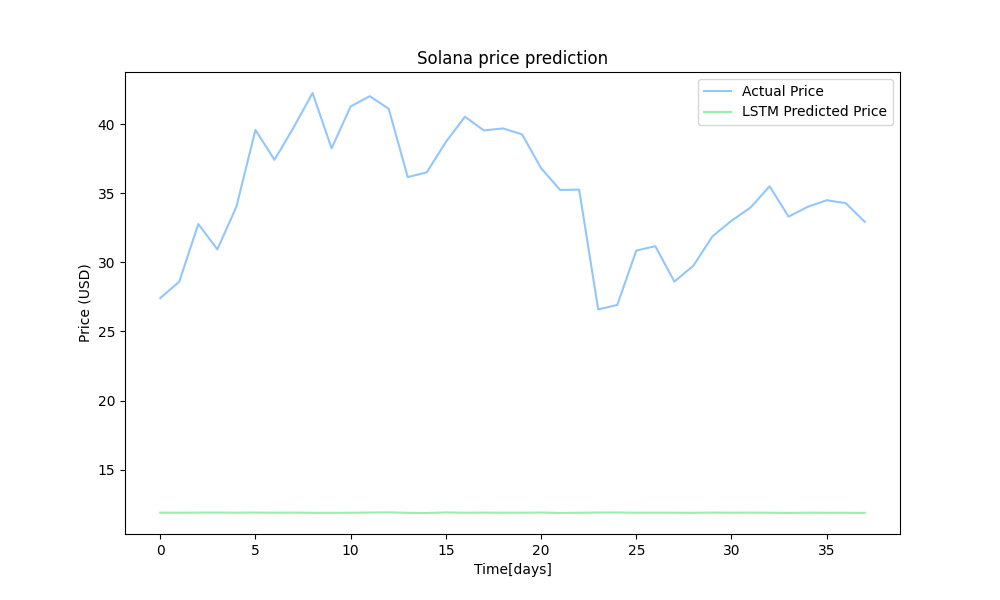 Solana price prediction
Actual Price
LSTM Predicted Price
Price (USD)
40
35
30
25
20
15
0 5 10 15 20 25 30 35
Time[days]